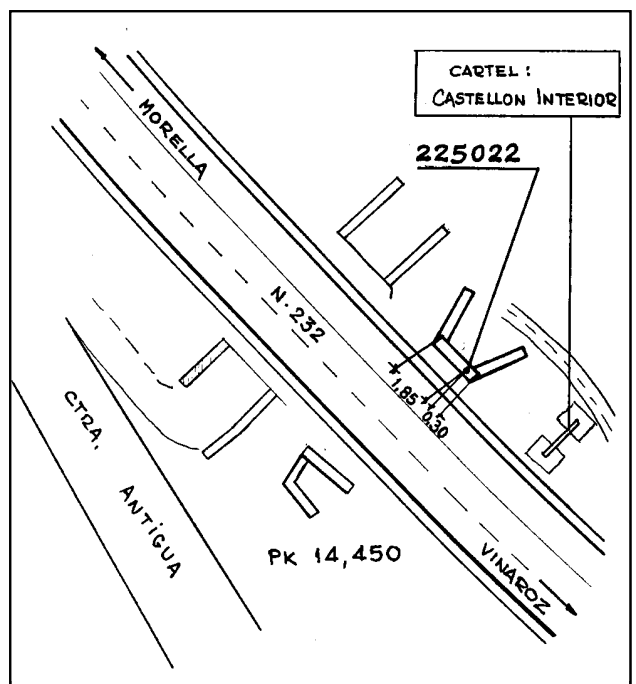 CARTEL :
CASTELLON INTERIOR
225022
MORELLA
N-232
1,85 0,30
CTRA. ANTIGUA
PK 14,450
VINAROZ